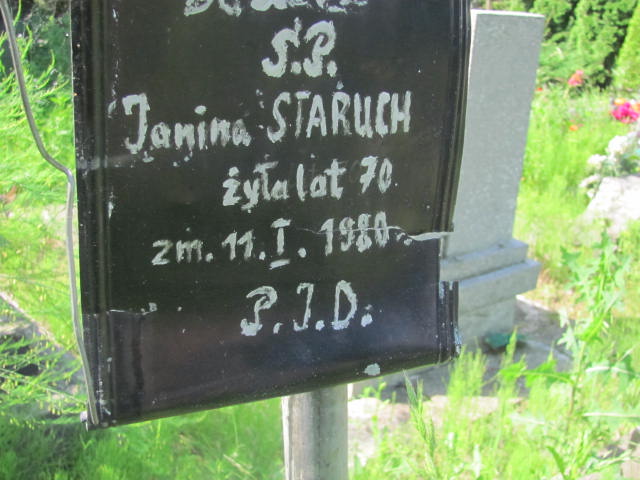 Ś.P.
Janina STARUCH
żyła lat 70
zm. 11.I. 1980 r.
P.I.D.